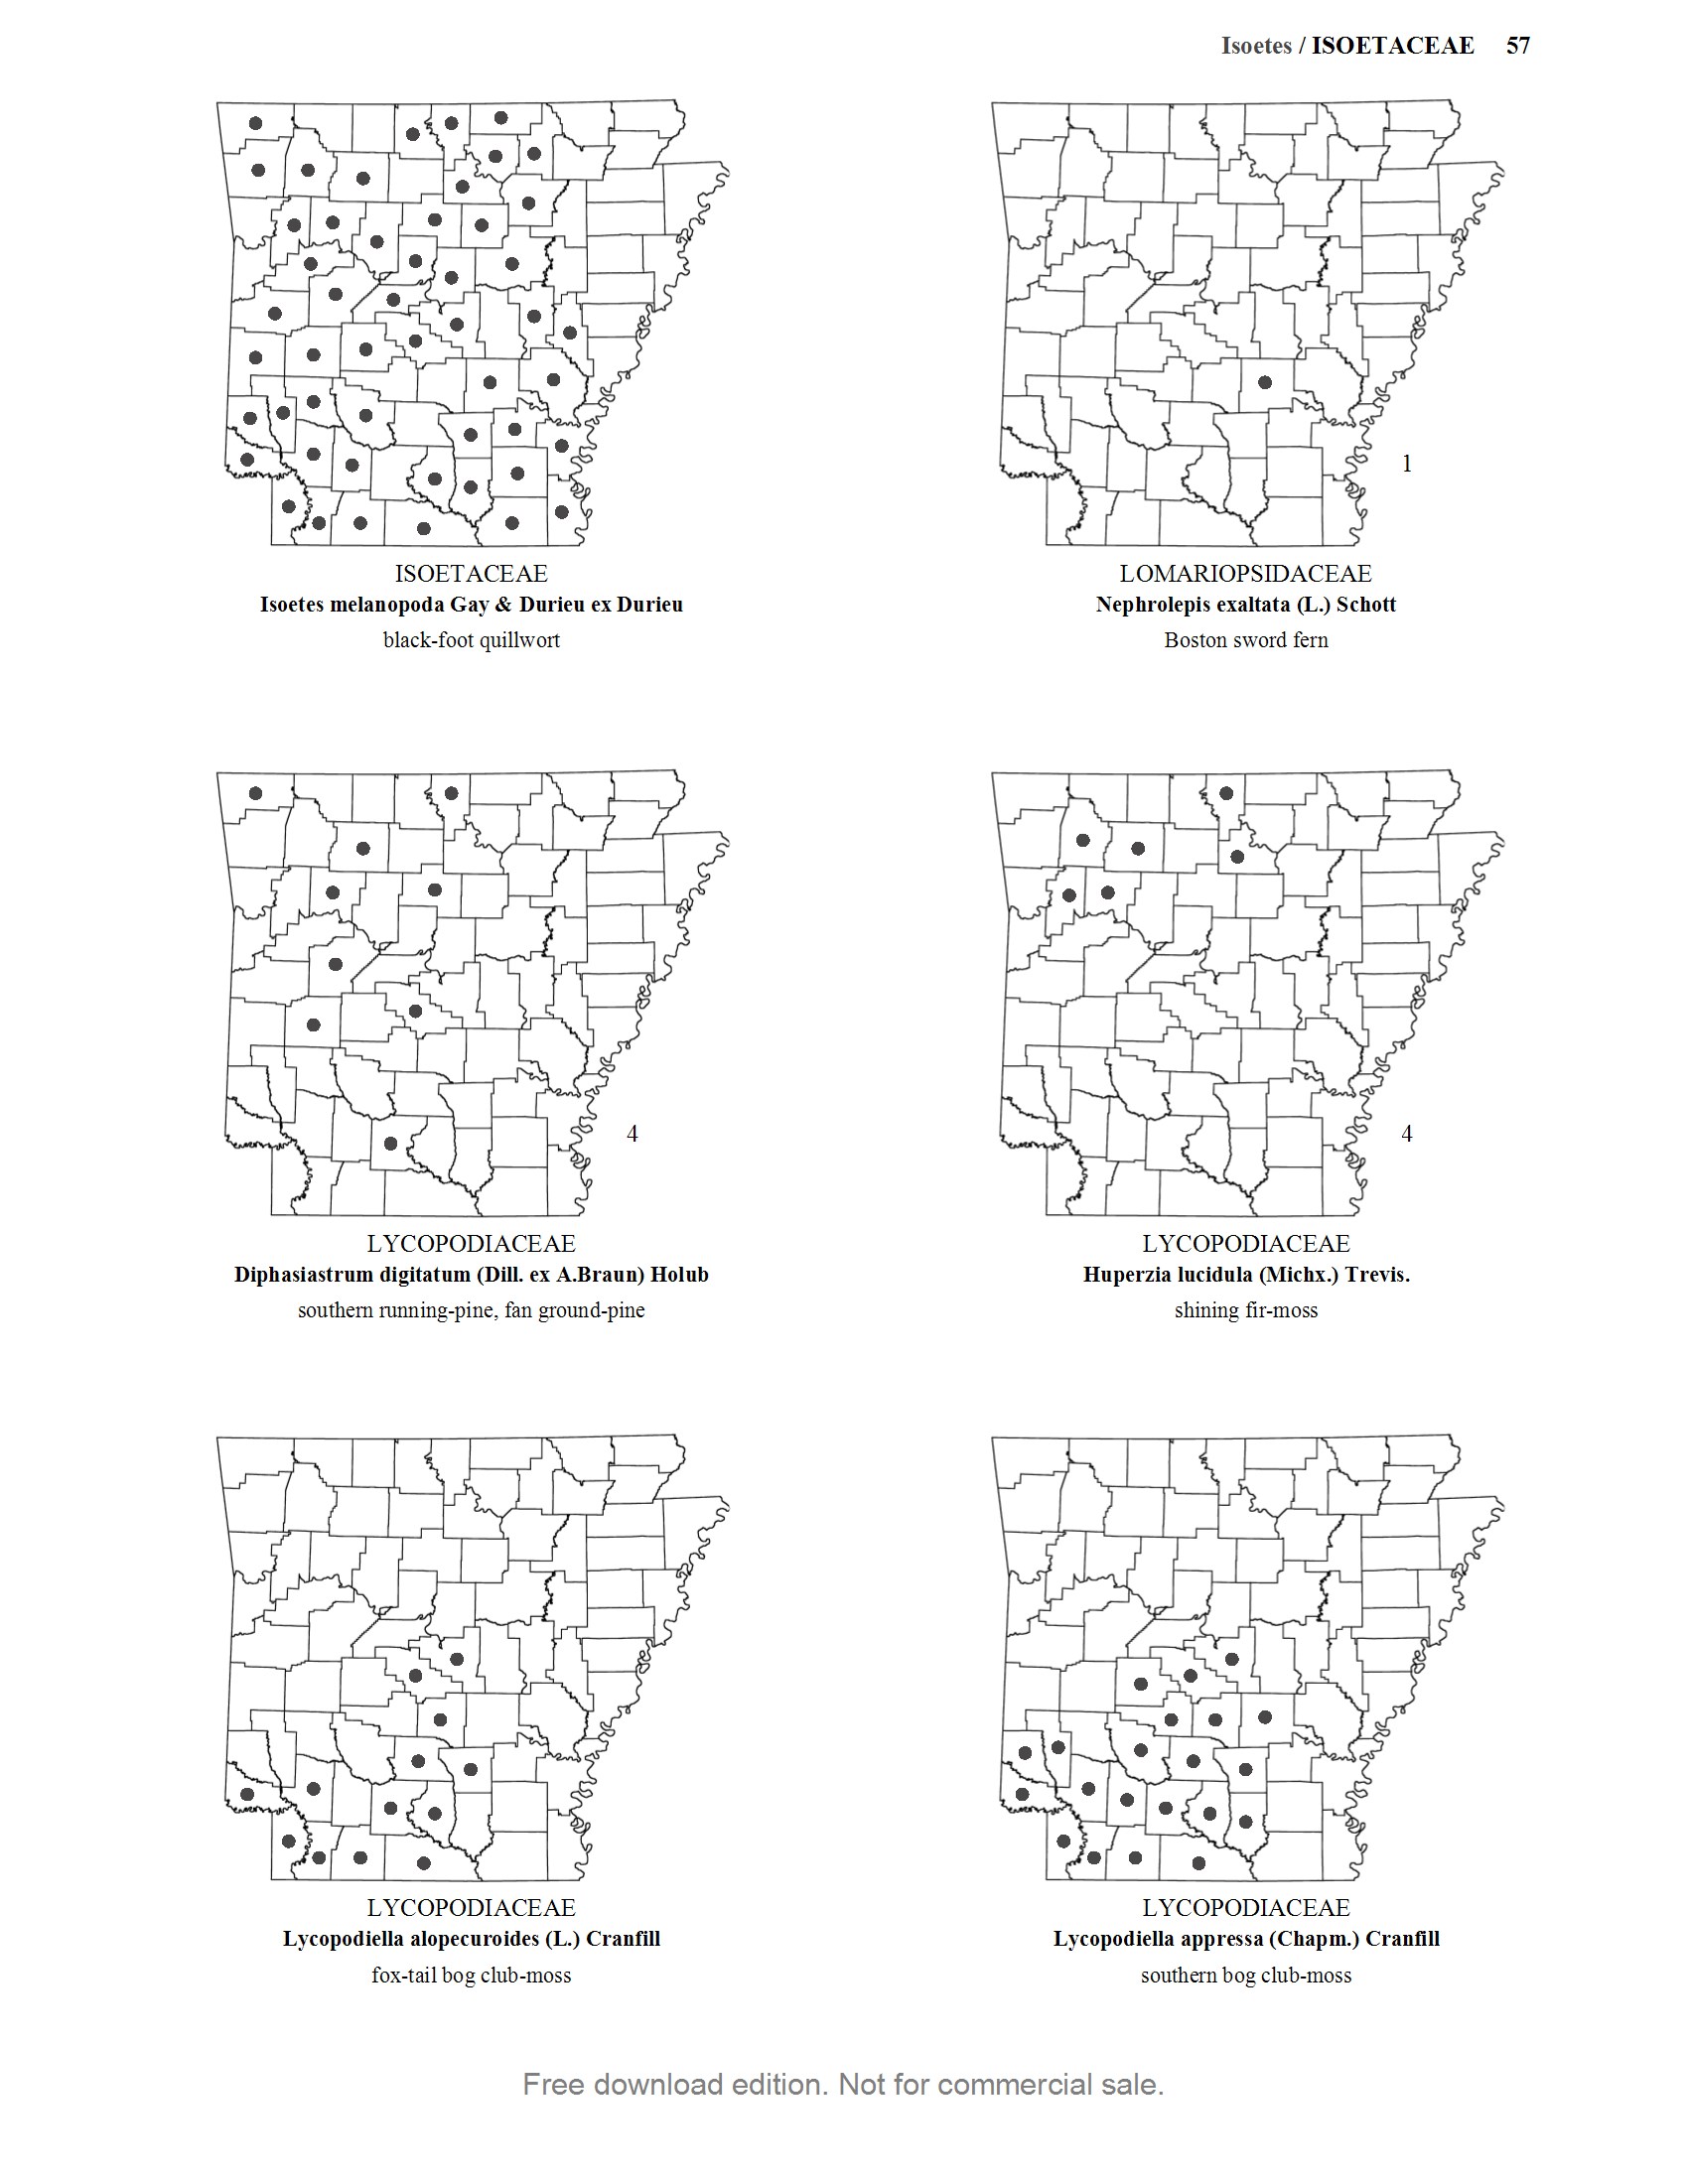 Isoetes / ISOETACEAE 57
ISOETACEAE
Isoetes melanopoda Gay & Durieu ex Durieu
black-foot quillwort
1
LOMARIOPSIDACEAE
Nephrolepis exaltata (L.) Schott
Boston sword fern
4
LYCOPODIACEAE
Diphasiastrum digitatum (Dill. ex A.Braun) Holub
southern running-pine, fan ground-pine
4
LYCOPODIACEAE
Huperzia lucidula (Michx.) Trevis.
shining fir-moss
LYCOPODIACEAE
Lycopodiella alopecuroides (L.) Cranfill
fox-tail bog club-moss
LYCOPODIACEAE
Lycopodiella appressa (Chapm.) Cranfill
southern bog club-moss
Free download edition. Not for commercial sale.